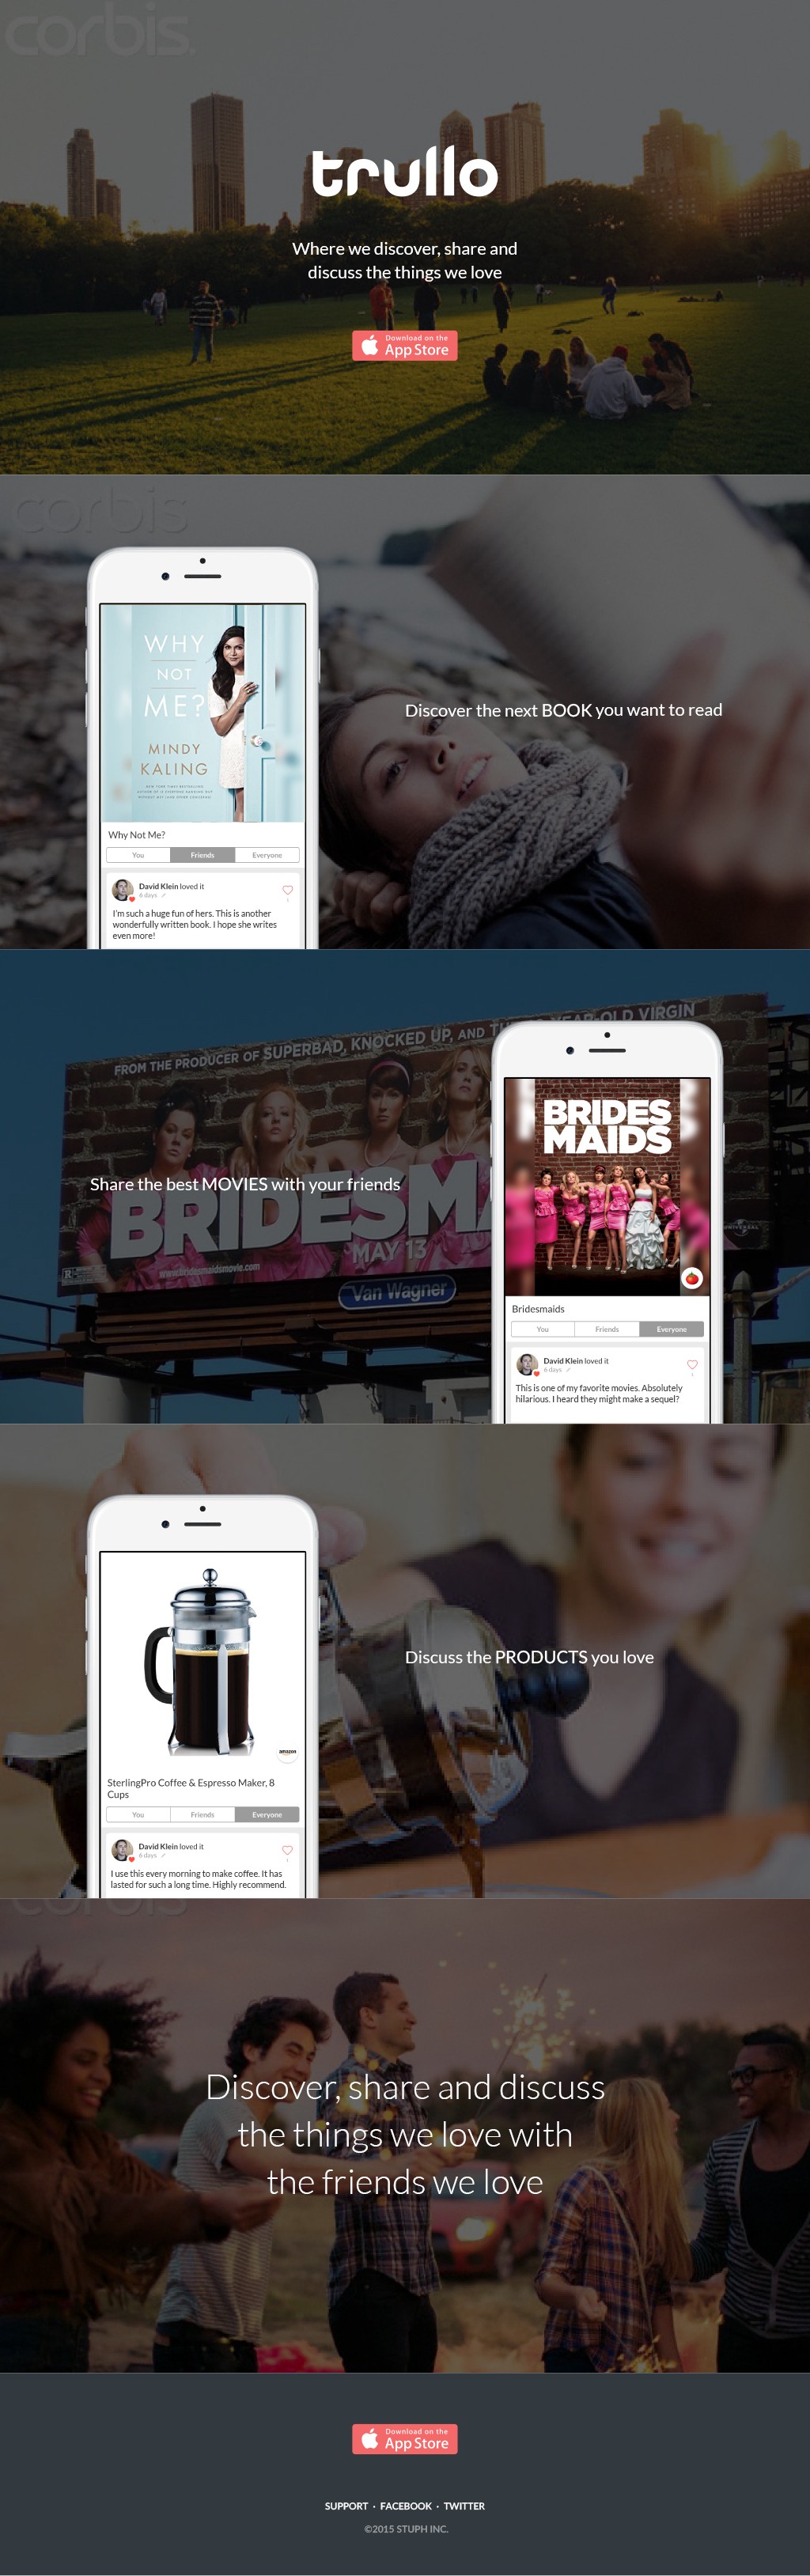 corbis.
trullo
Where we discover, share and
discuss the things we love
Download on the
App Store
corbis
WHY
NOT
ME?
MINDY
KALING
Why Not Me?
You Friends Everyone
David Klein loved it
6 days
I'm such a huge fun of hers. This is another
wonderfully written book. I hope she writes
even more!
Discover the next BOOK you want to read
FROM THE PRODUCER OF SUPERBAD, KNOCKED UP, AND YEAR-OLD VIRGIN
Share the best MOVIES with your friends
BRIDESMA
MAY 13
www.bridesmaidsmovie.com
R
Van Wagner
UNIVERSAL
BRIDES
MAIDS
Bridesmaids
You Friends Everyone
David Klein loved it
6 days
This is one of my favorite movies. Absolutely
hilarious. I heard they might make a sequel?
amazon
SterlingPro Coffee & Espresso Maker, 8
Cups
You Friends Everyone
David Klein loved it
6 days
I use this every morning to make coffee. It has
lasted for such a long time. Highly recommend.
Discuss the PRODUCTS you love
corbis
Discover, share and discuss
the things we love with
the friends we love
Download on the
App Store
SUPPORT · FACEBOOK · TWITTER
©2015 STUPH INC.